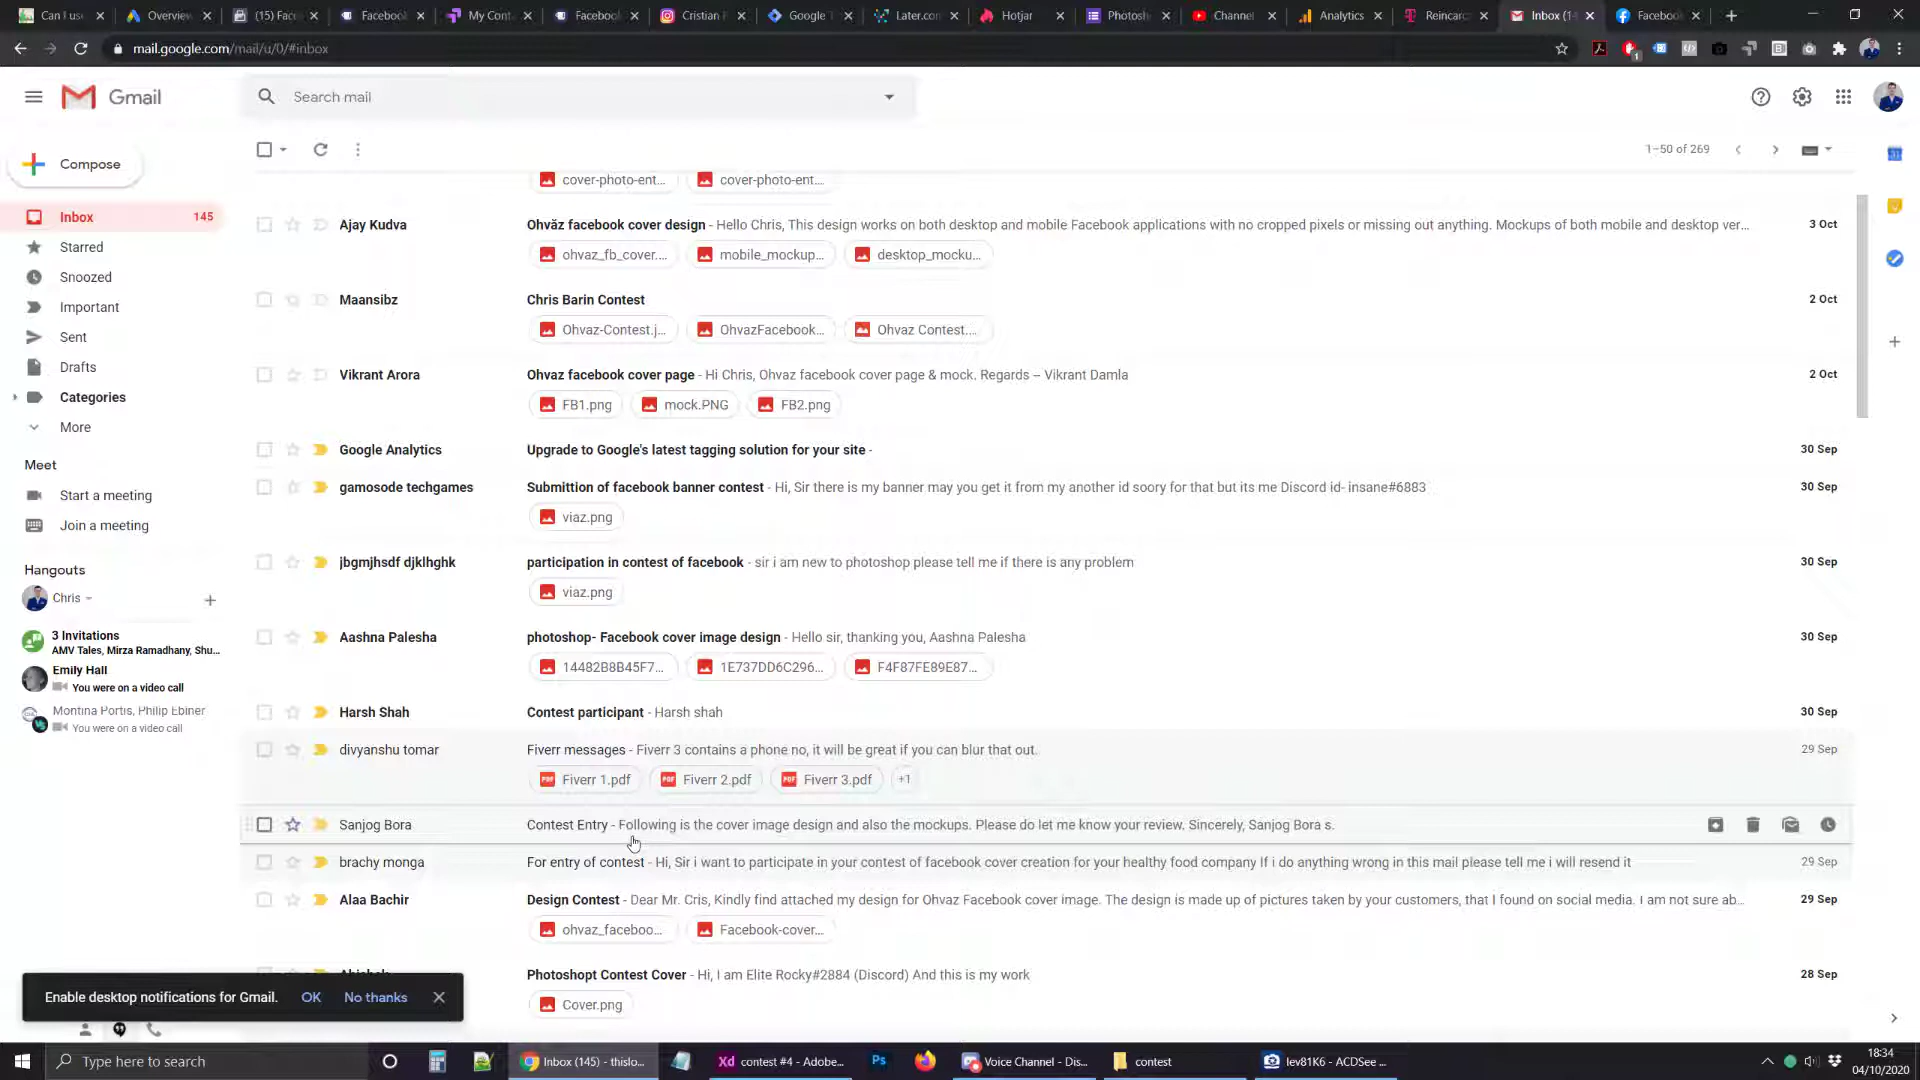 Can I use
Overview
(15) Face
Facebook
My Cont
Facebook
Cristian P
Google T
Later.com
Hotjar
Photosh
Channel
Analytics
Reincarc
Inbox (14
Facebook
mail.google.com/mail/u/0/#inbox
Gmail
Search mail
Compose
1–50 of 269
cover-photo-ent...
cover-photo-ent...
Inbox 145
Starred
Snoozed
Important
Sent
Drafts
Categories
More
Meet
Start a meeting
Join a meeting
Hangouts
Chris
3 Invitations
AMV Tales, Mirza Ramadhany, Shu...
Emily Hall
You were on a video call
Montina Portis, Philip Ebiner
You were on a video call
Ajay Kudva Ohvăz facebook cover design - Hello Chris, This design works on both desktop and mobile Facebook applications with no cropped pixels or missing out anything. Mockups of both mobile and desktop ver... 3 Oct
ohvaz_fb_cover.... mobile_mockup... desktop_mocku...
Maansibz Chris Barin Contest 2 Oct
Ohvaz-Contest.j... OhvazFacebook... Ohvaz Contest....
Vikrant Arora Ohvaz facebook cover page - Hi Chris, Ohvaz facebook cover page & mock. Regards – Vikrant Damla 2 Oct
FB1.png mock.PNG FB2.png
Google Analytics Upgrade to Google's latest tagging solution for your site - 30 Sep
gamosode techgames Submittion of facebook banner contest - Hi, Sir there is my banner may you get it from my another id soory for that but its me Discord id- insane#6883 30 Sep
viaz.png
jbgmjhsdf djklhghk participation in contest of facebook - sir i am new to photoshop please tell me if there is any problem 30 Sep
viaz.png
Aashna Palesha photoshop- Facebook cover image design - Hello sir, thanking you, Aashna Palesha 30 Sep
14482B8B45F7... 1E737DD6C296... F4F87FE89E87...
Harsh Shah Contest participant - Harsh shah 30 Sep
divyanshu tomar Fiverr messages - Fiverr 3 contains a phone no, it will be great if you can blur that out. 29 Sep
PDF Fiverr 1.pdf PDF Fiverr 2.pdf PDF Fiverr 3.pdf +1
Sanjog Bora Contest Entry - Following is the cover image design and also the mockups. Please do let me know your review. Sincerely, Sanjog Bora s.
brachy monga For entry of contest - Hi, Sir i want to participate in your contest of facebook cover creation for your healthy food company If i do anything wrong in this mail please tell me i will resend it 29 Sep
Alaa Bachir Design Contest - Dear Mr. Cris, Kindly find attached my design for Ohvaz Facebook cover image. The design is made up of pictures taken by your customers, that I found on social media. I am not sure ab... 29 Sep
ohvaz_faceboo... Facebook-cover...
Photoshopt Contest Cover - Hi, I am Elite Rocky#2884 (Discord) And this is my work 28 Sep
Cover.png
Enable desktop notifications for Gmail. OK No thanks
Type here to search
Inbox (145) - thislo...
Xd contest #4 - Adobe...
Ps
Voice Channel - Dis...
contest
lev81K6 - ACDSee ...
18:34
04/10/2020